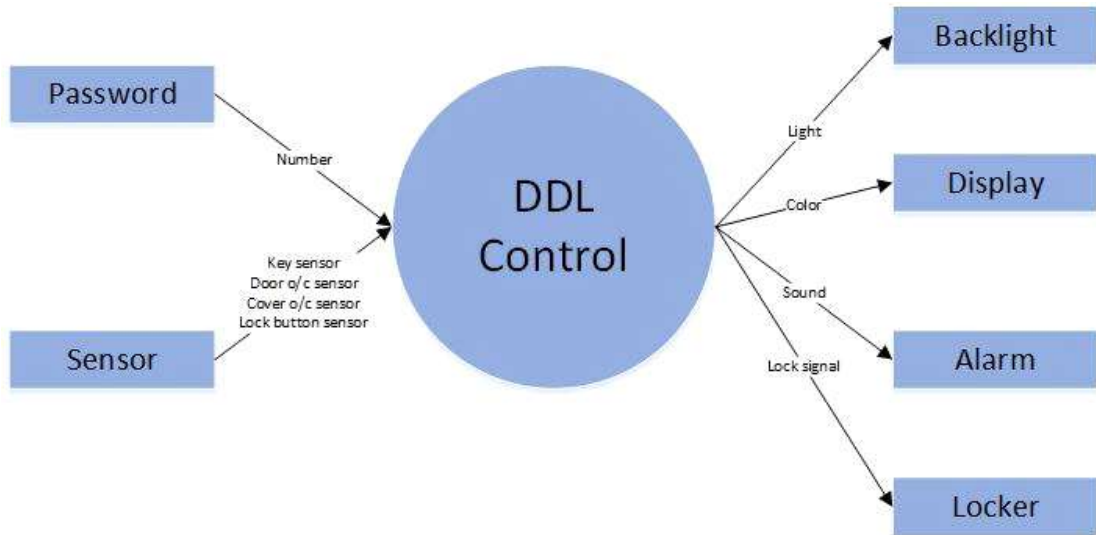 Password
Sensor
Number
Key sensor
Door o/c sensor
Cover o/c sensor
Lock button sensor
DDL
Control
Light
Color
Sound
Lock signal
Backlight
Display
Alarm
Locker